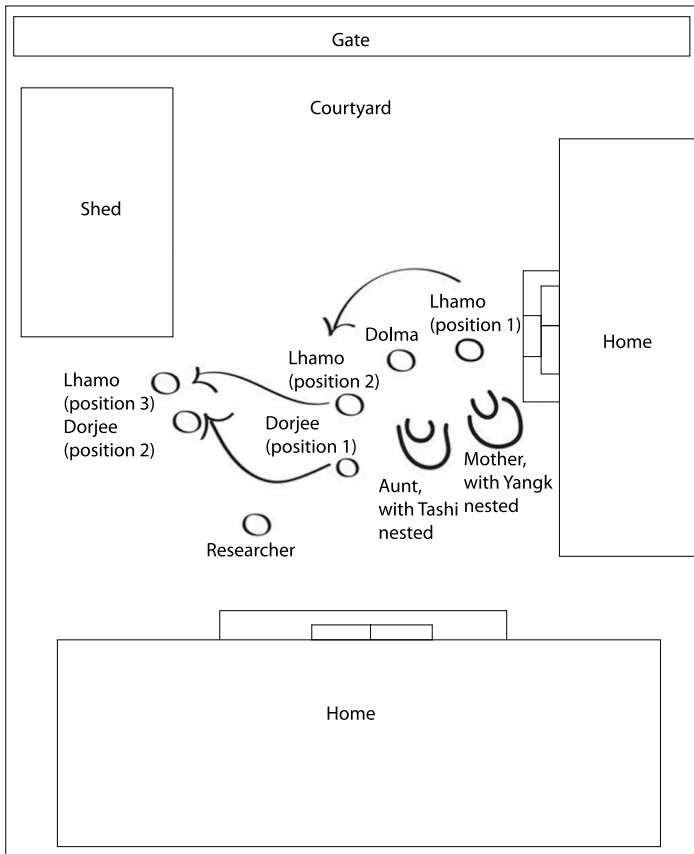 Gate
Courtyard
Shed
Home
Lhamo
(position 1)
Dolma
Lhamo
(position 2)
Lhamo
(position 3)
Dorjee
(position 2)
Dorjee
(position 1)
Mother,
with Yangk
nested
Aunt,
with Tashi
nested
Researcher
Home